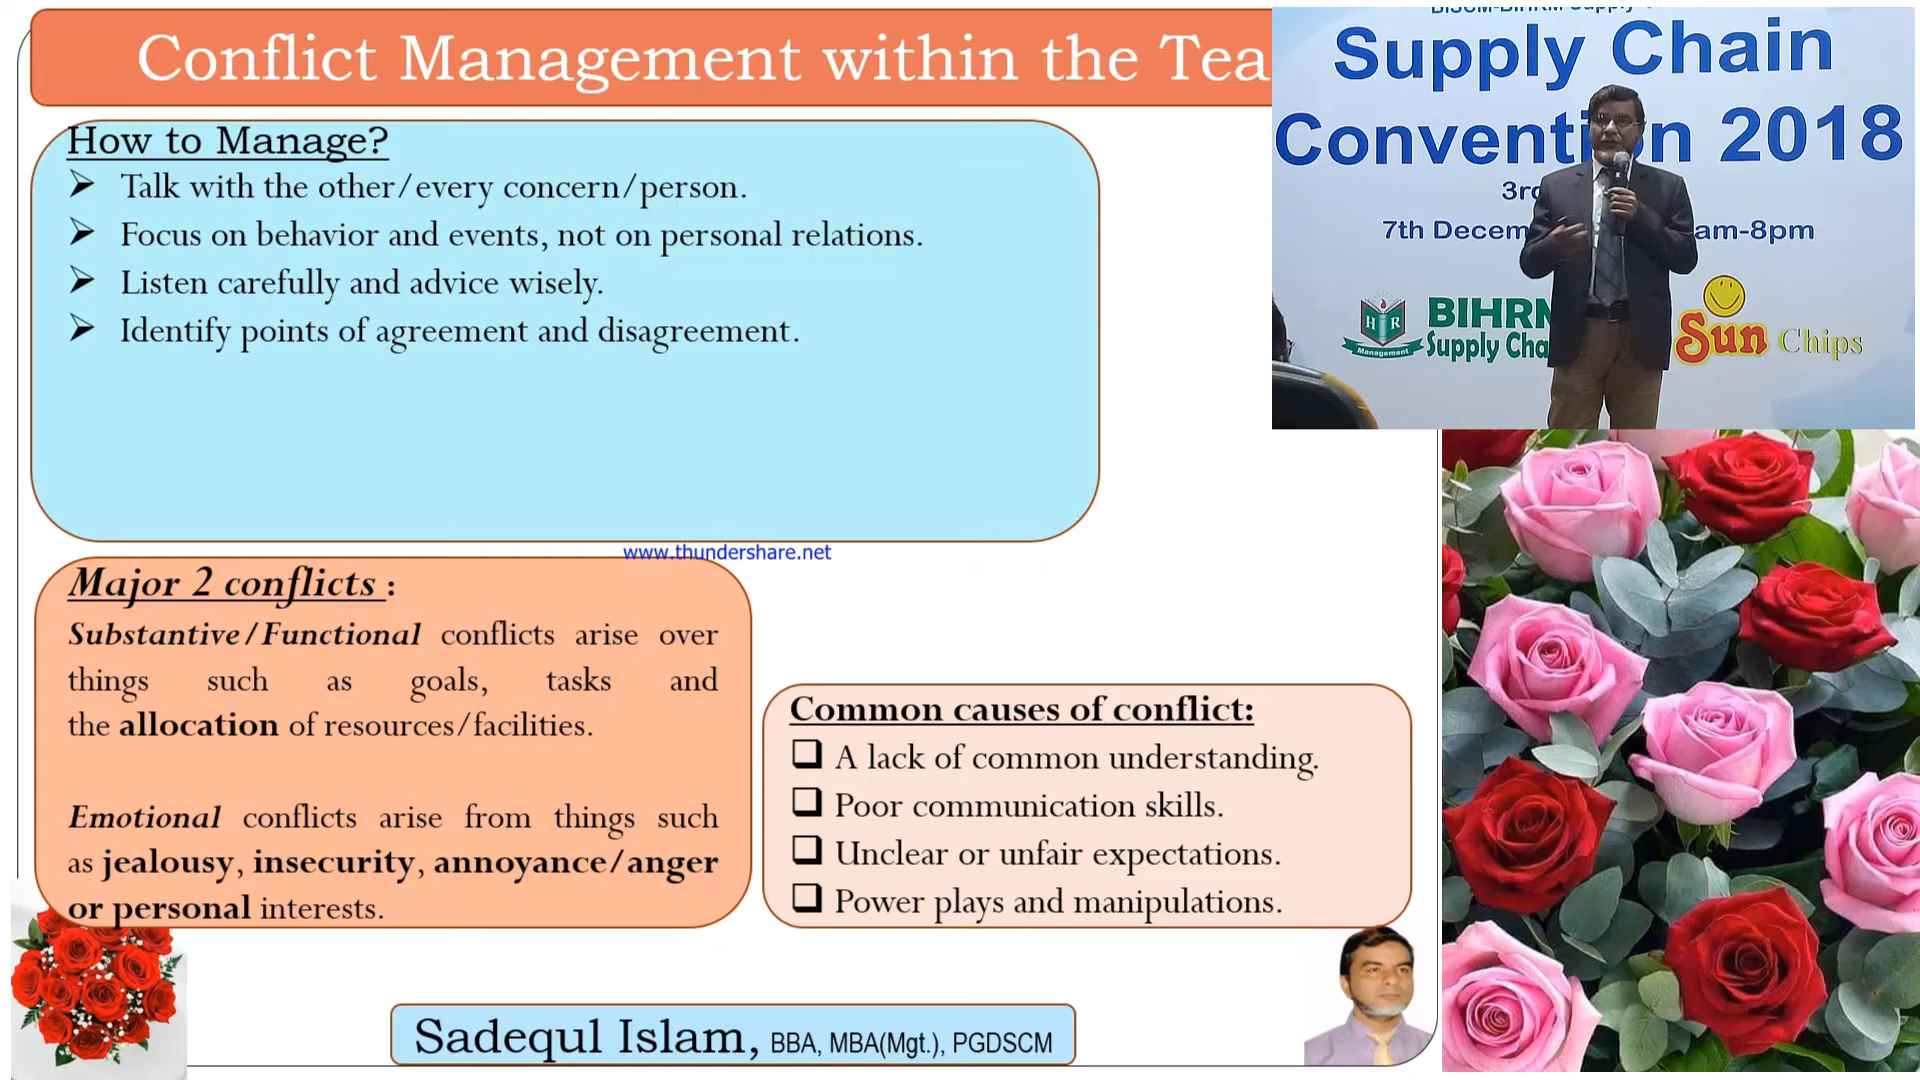 Conflict Management within the Tea
How to Manage?
Talk with the other/every concern/person.
Focus on behavior and events, not on personal relations.
Listen carefully and advice wisely.
Identify points of agreement and disagreement.
www.thundershare.net
Major 2 conflicts :
Substantive/Functional conflicts arise over
things such as goals, tasks and
the allocation of resources/facilities.
Emotional conflicts arise from things such
as jealousy, insecurity, annoyance/anger
or personal interests.
Common causes of conflict:
A lack of common understanding.
Poor communication skills.
Unclear or unfair expectations.
Power plays and manipulations.
Sadequl Islam, BBA, MBA(Mgt.), PGDSCM
Supply Chain
Convention 2018
7th am-8pm
H R
Management
BIHRM
Supply
Sun Chips